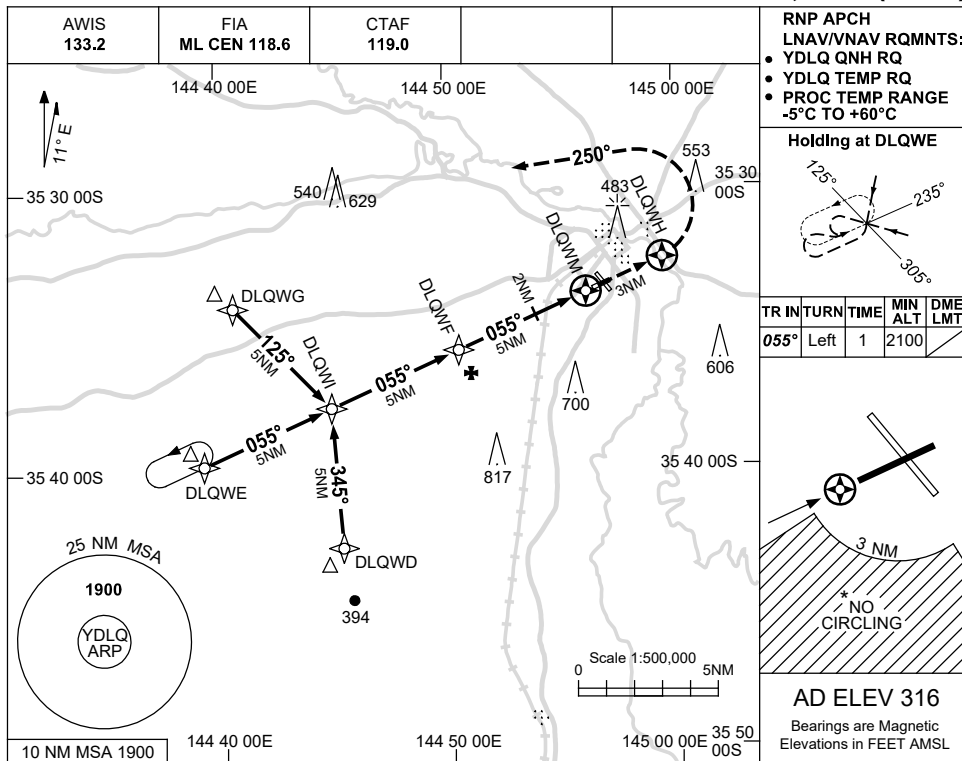 AWIS
133.2
FIA
ML CEN 118.6
CTAF
119.0
RNP APCH
LNAV/VNAV RQMNTS:
• YDLQ QNH RQ
• YDLQ TEMP RQ
• PROC TEMP RANGE
-5°C TO +60°C
144 40 00E
144 50 00E
145 00 00E
11° E
35 30 00S
540
629
250°
553
483
35 30
00S
DLQWH
DLQWM
3NM
2NM
DLQWG
DLQWF
055°
5NM
125°
5NM
DLQWI
055°
5NM
700
606
055°
5NM
817
35 40 00S
35 40 00S
DLQWE
345°
5NM
DLQWD
394
25 NM MSA
1900
YDLQ
ARP
Scale 1:500,000
0
5NM
10 NM MSA 1900
144 40 00E
144 50 00E
145 00 00E
35 50
00S
Holding at DLQWE
125°
235°
305°
TR IN TURN TIME MIN ALT DME LMT
055° Left 1 2100
3 NM
* NO
CIRCLING
AD ELEV 316
Bearings are Magnetic
Elevations in FEET AMSL